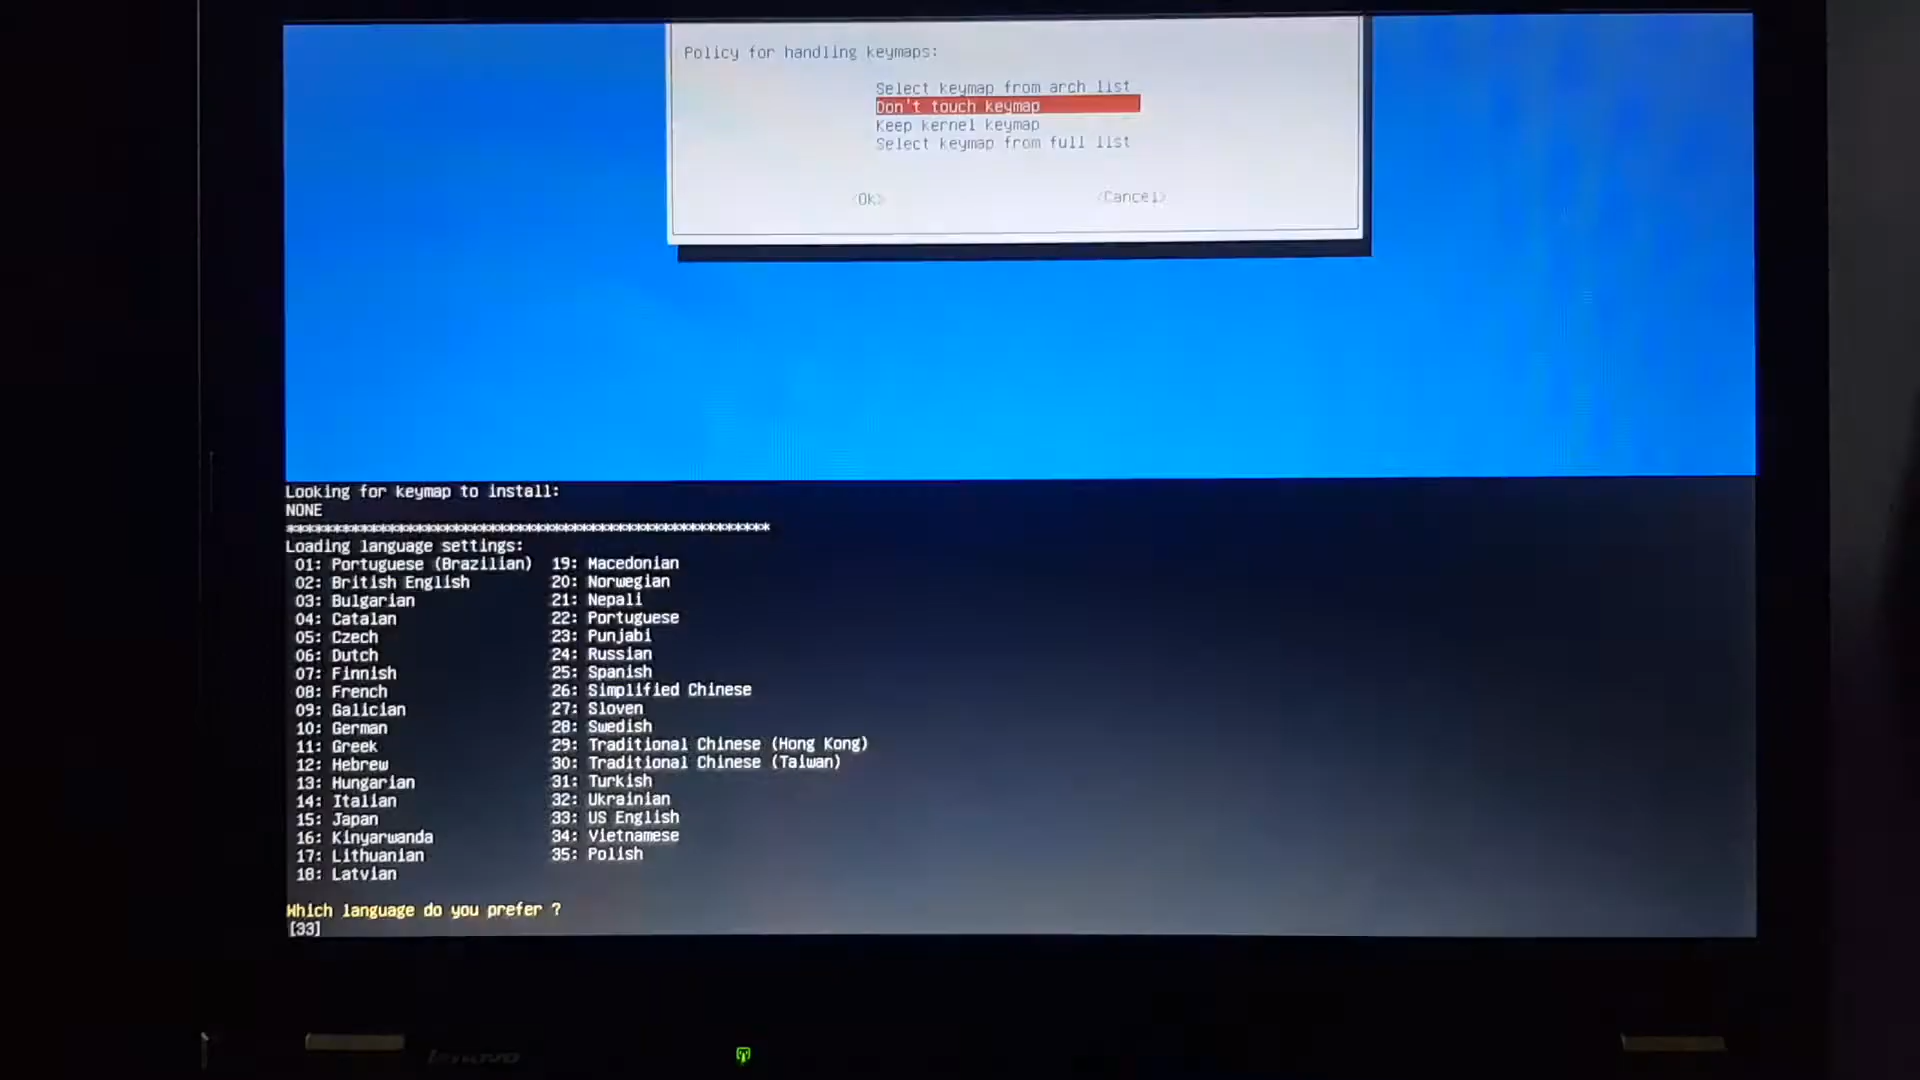 Policy for handling keymaps:
Select keymap from arch list
Don't touch keymap
Keep kernel keymap
Select keymap from full list
<Ok> <Cancel>
Looking for keymap to install:
NONE
*****************************************************
Loading language settings:
01: Portuguese (Brazilian) 19: Macedonian
02: British English 20: Norwegian
03: Bulgarian 21: Nepali
04: Catalan 22: Portuguese
05: Czech 23: Punjabi
06: Dutch 24: Russian
07: Finnish 25: Spanish
08: French 26: Simplified Chinese
09: Galician 27: Sloven
10: German 28: Swedish
11: Greek 29: Traditional Chinese (Hong Kong)
12: Hebrew 30: Traditional Chinese (Taiwan)
13: Hungarian 31: Turkish
14: Italian 32: Ukrainian
15: Japan 33: US English
16: Kinyarwanda 34: Vietnamese
17: Lithuanian 35: Polish
18: Latvian
Which language do you prefer ?
[33]
lenovo